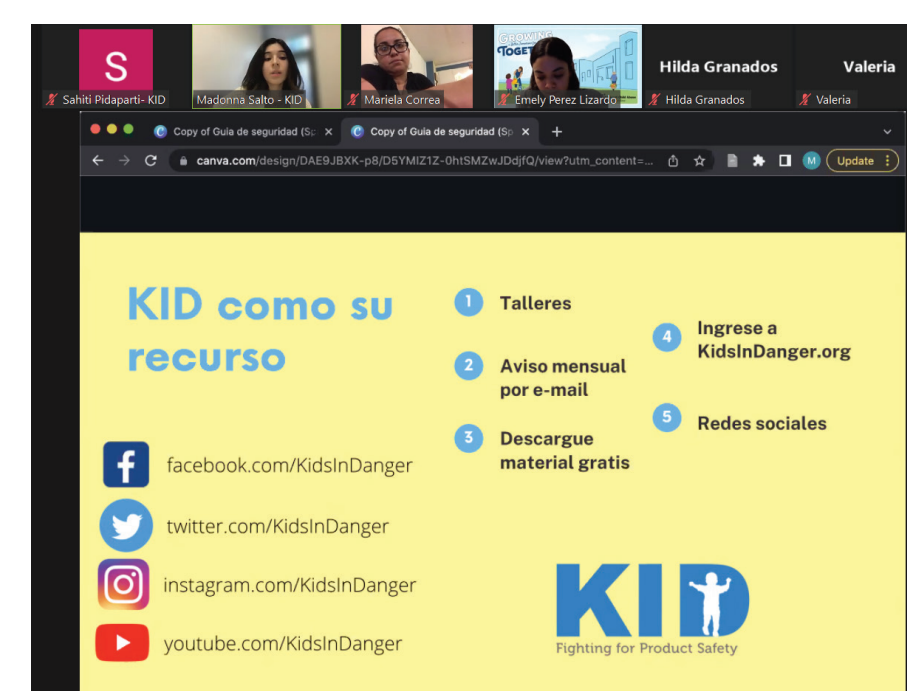 S
Hilda Granados
Valeria
Sahiti Pidaparti- KID
Madonna Salto - KID
Mariela Correa
GROWING
TOGET
Emely Perez Lizardo
Hilda Granados
Valeria
Copy of Guia de seguridad (Sp
Copy of Guia de seguridad (Sp
canva.com/design/DAE9JBXK-p8/D5YMIZ1Z-0htSMZwJDdjfQ/view?utm_content=...
M
Update
KID como su
recurso
1 Talleres
2 Aviso mensual
por e-mail
3 Descargue
material gratis
4 Ingrese a
KidsInDanger.org
5 Redes sociales
facebook.com/KidsInDanger
twitter.com/KidsInDanger
instagram.com/KidsInDanger
youtube.com/KidsInDanger
KID
Fighting for Product Safety